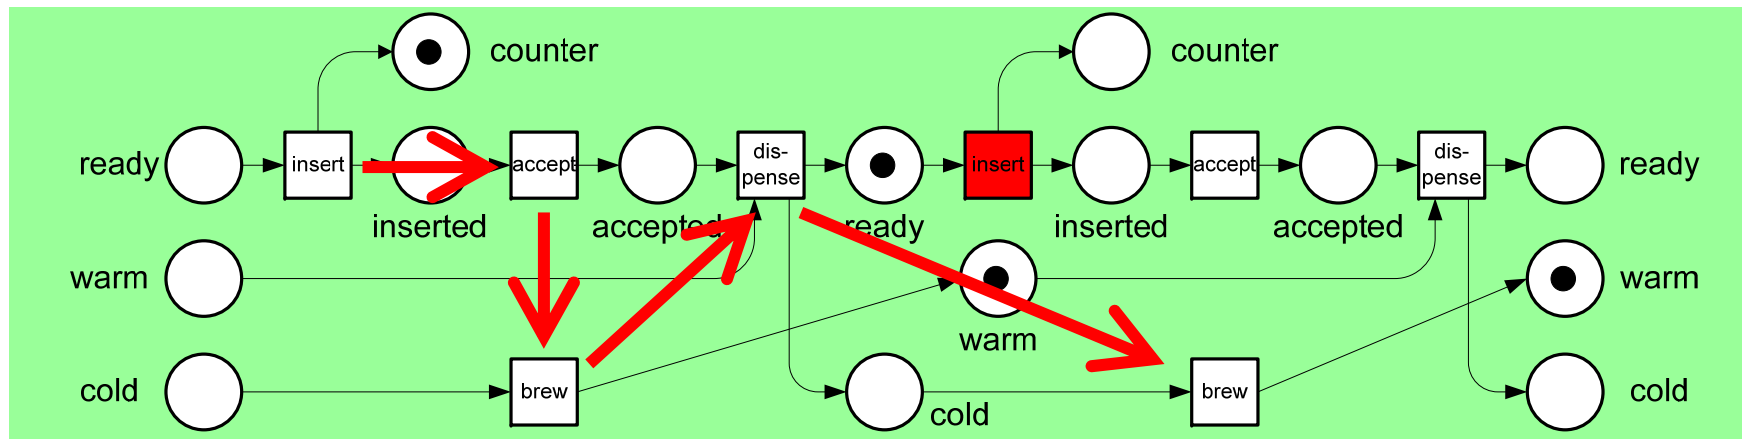 counter
counter
ready
insert
accept
dis-
pense
insert
accept
dis-
pense
ready
inserted
accepted
ready
inserted
accepted
warm
warm
warm
cold
brew
cold
brew
cold